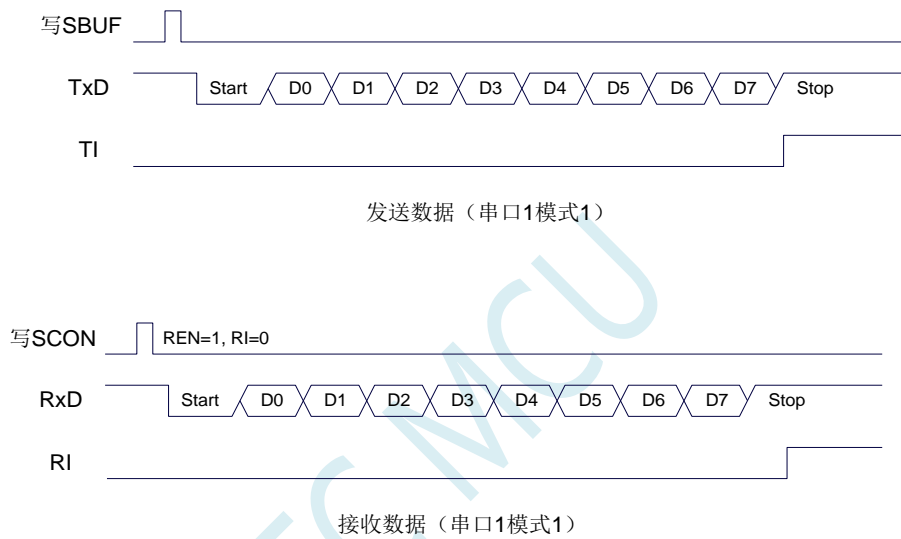 写SBUF
TxD Start D0 D1 D2 D3 D4 D5 D6 D7 Stop
TI
发送数据（串口1模式1）
写SCON REN=1, RI=0
RxD Start D0 D1 D2 D3 D4 D5 D6 D7 Stop
RI
接收数据（串口1模式1）
MCU